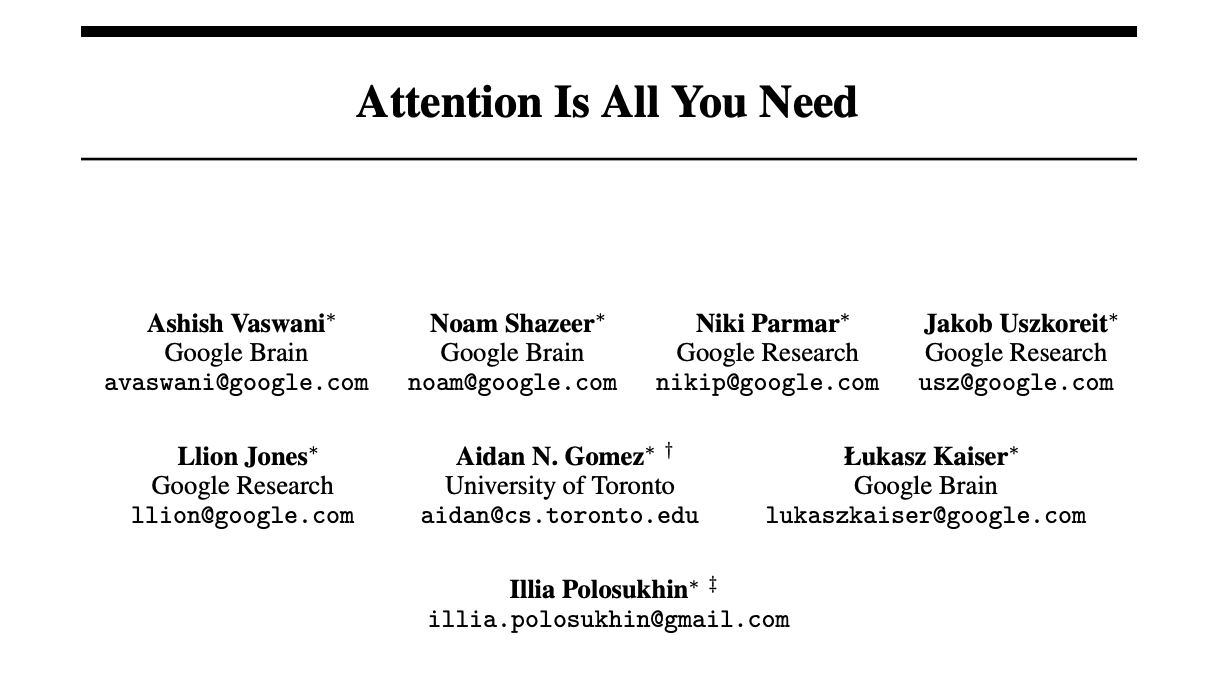 Attention Is All You Need
Ashish Vaswani* Noam Shazeer* Niki Parmar* Jakob Uszkoreit*
Google Brain Google Brain Google Research Google Research
avaswani@google.com noam@google.com nikip@google.com usz@google.com
Llion Jones* Aidan N. Gomez* † Łukasz Kaiser*
Google Research University of Toronto Google Brain
llion@google.com aidan@cs.toronto.edu lukaszkaiser@google.com
Illia Polosukhin* ‡
illia.polosukhin@gmail.com